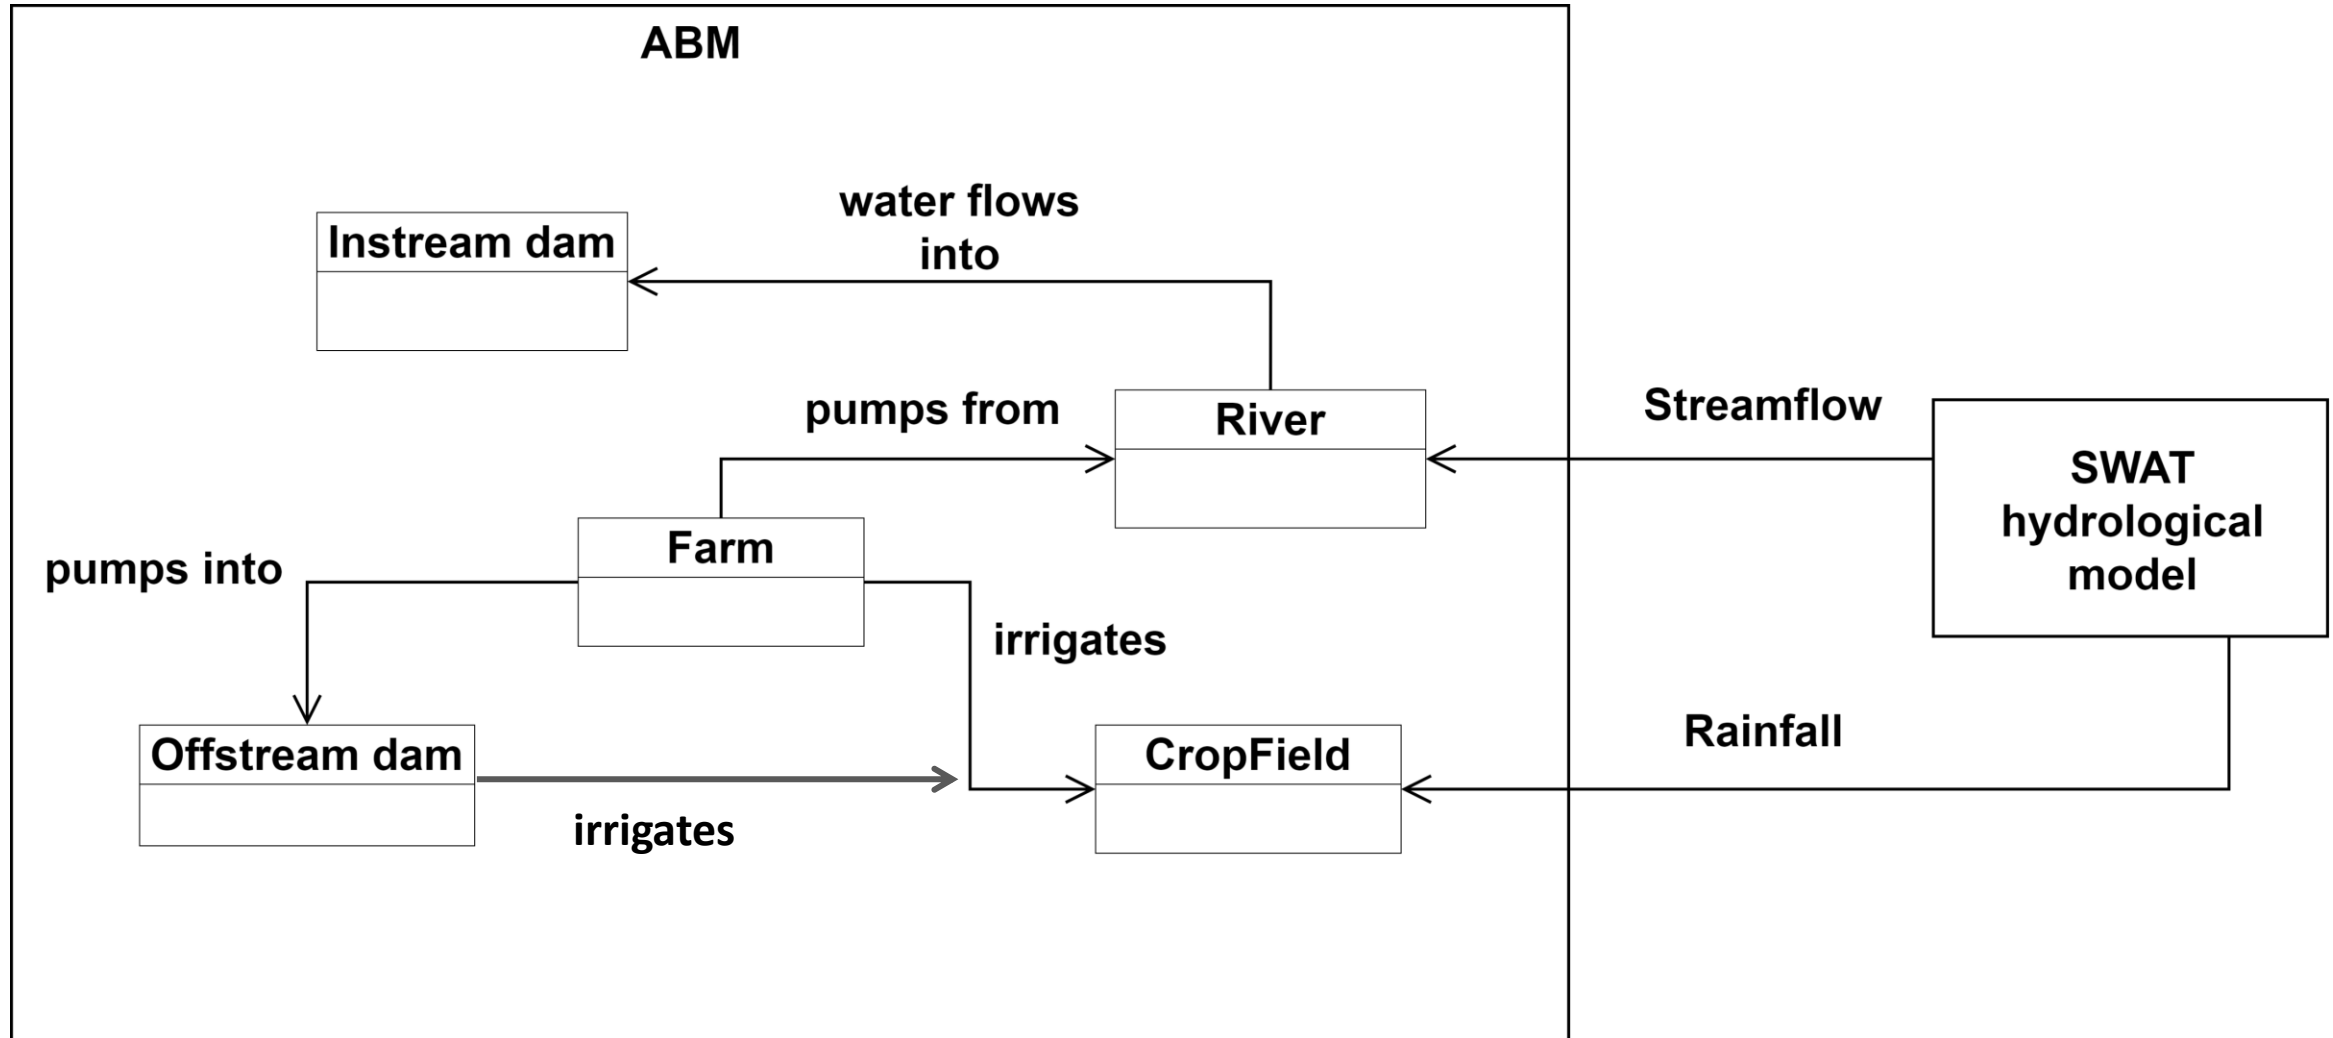 ABM
water flows
into
Instream dam
pumps from
River
Streamflow
SWAT
hydrological
model
Farm
pumps into
irrigates
Rainfall
Offstream dam
CropField
irrigates